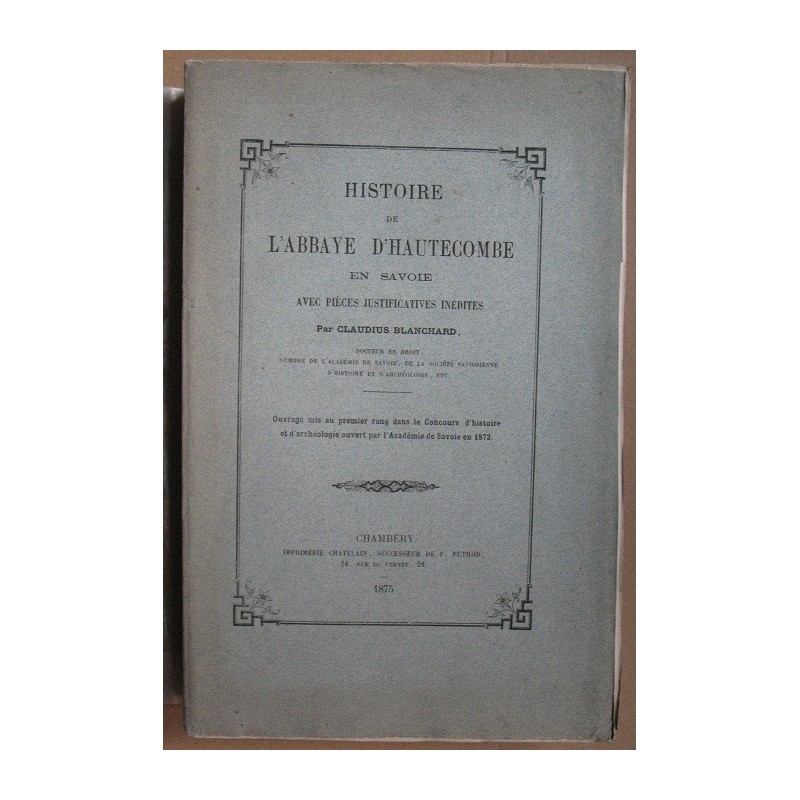 HISTOIRE
DE
L'ABBAYE D'HAUTECOMBE
EN SAVOIE
AVEC PIÈCES JUSTIFICATIVES INÉDITES
Par CLAUDIUS BLANCHARD,
DOCTEUR EN DROIT
MEMBRE DE L'ACADÉMIE DE SAVOIE, DE LA SOCIÉTÉ SAVOISIENNE
D'HISTOIRE ET D'ARCHÉOLOGIE, ETC
Ouvrage mis au premier rang dans le Concours d'histoire
et d'archéologie ouvert par l'Académie de Savoie en 1873.
CHAMBÉRY
IMPRIMERIE CHATELAIN, SUCCESSEUR DE F. PUTHOD,
24, RUE DU VERNEY, 24
1875